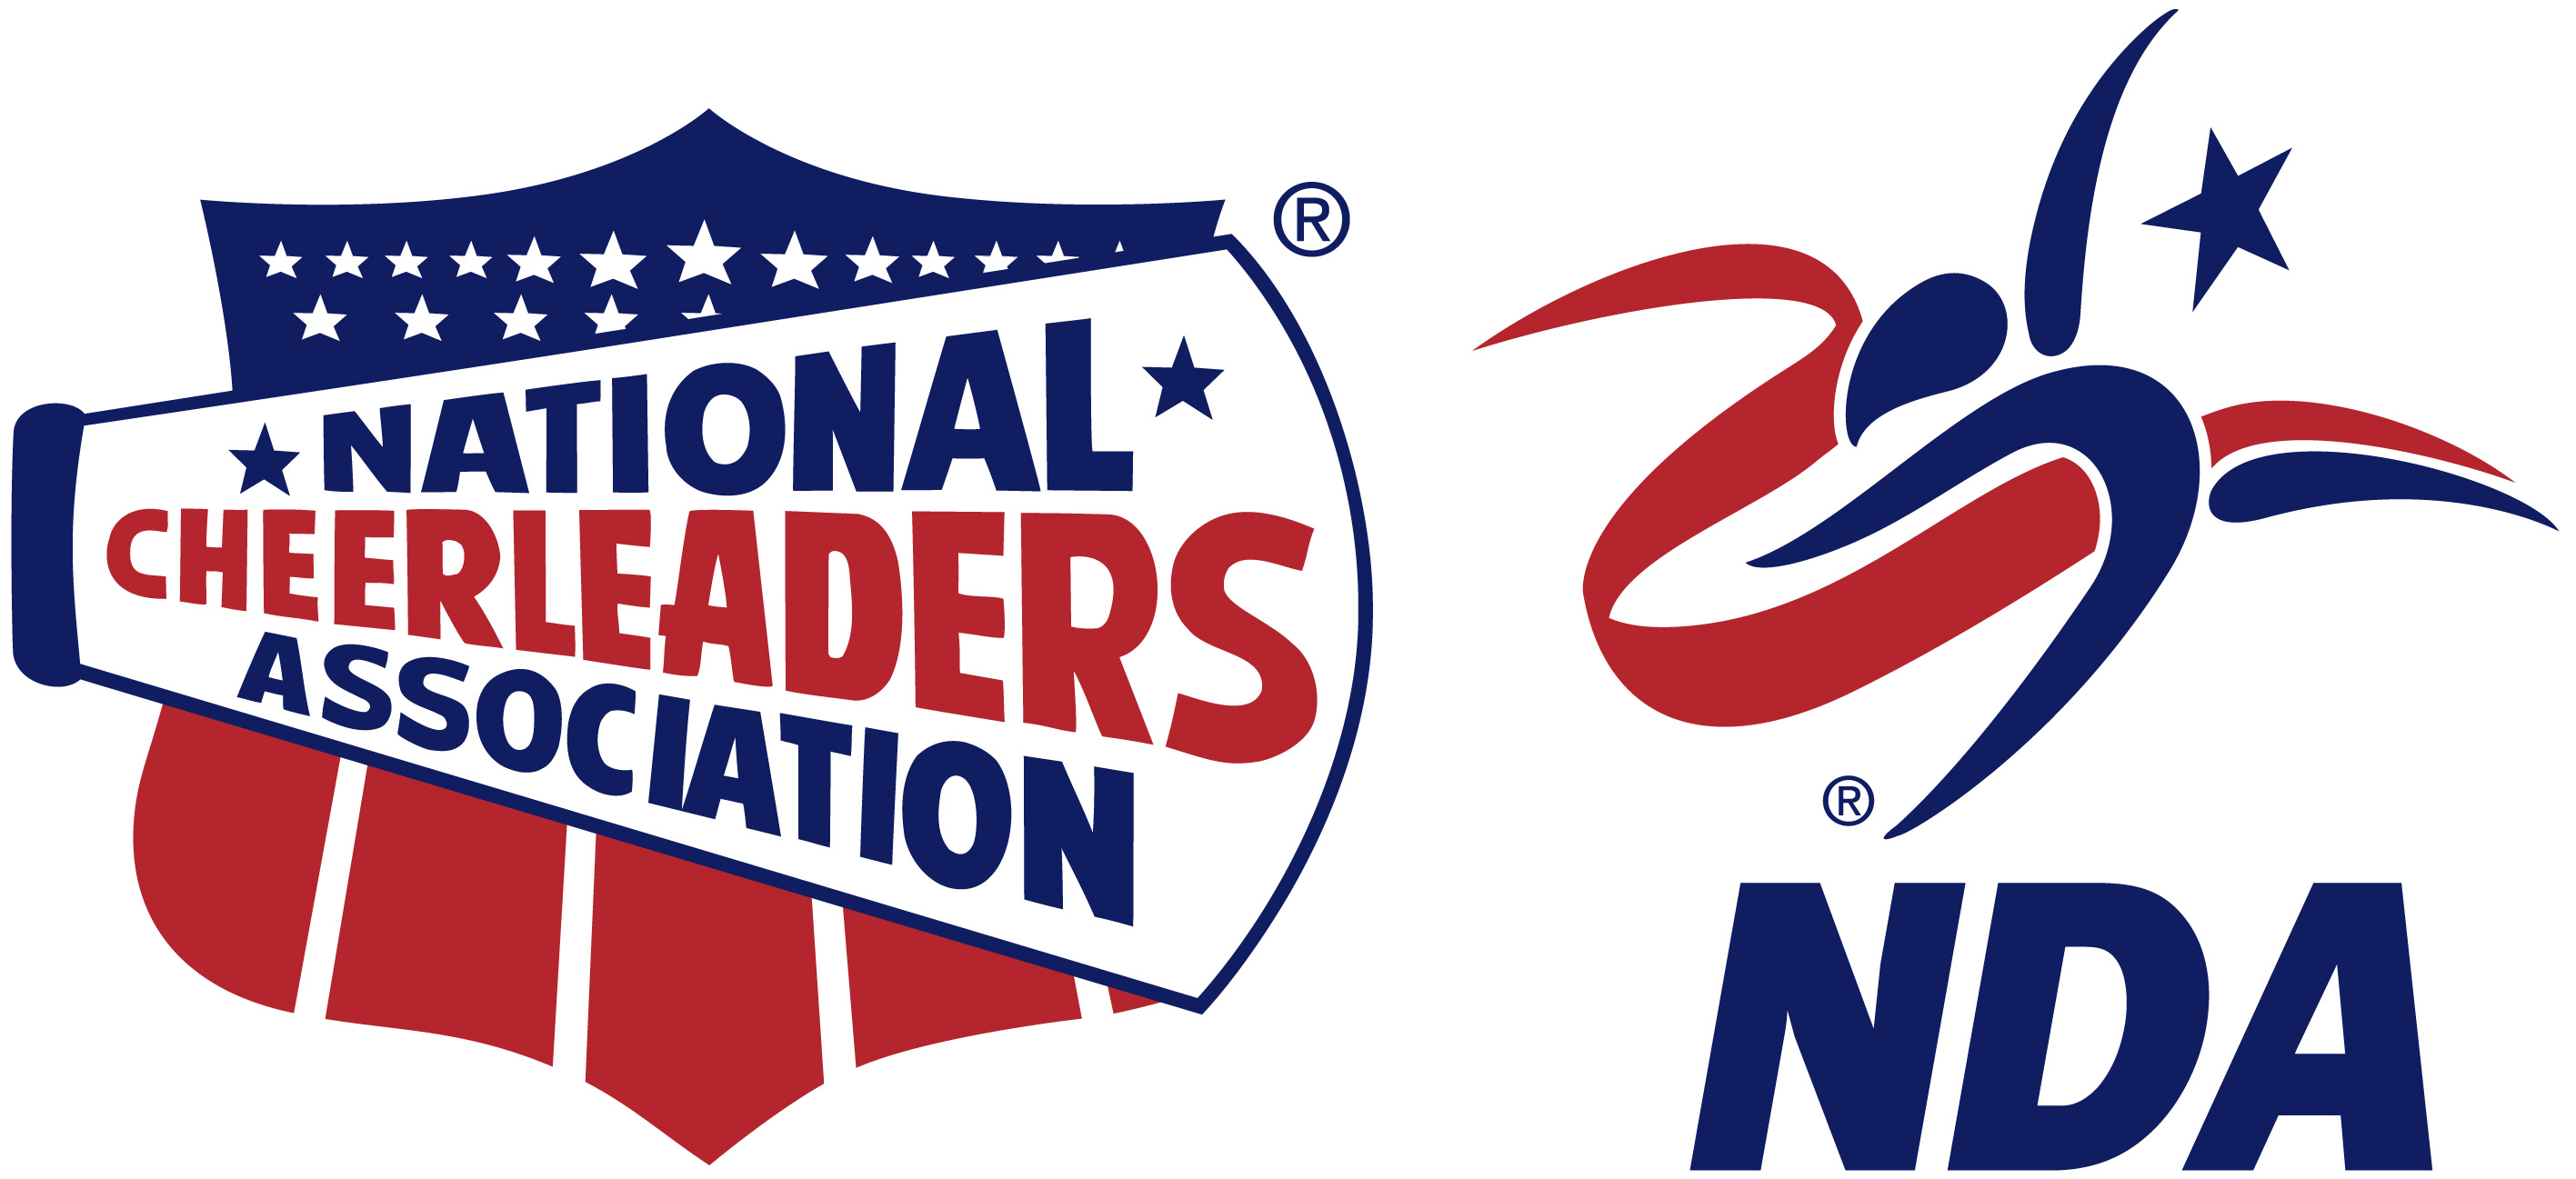 ®
NATIONAL
CHEERLEADERS
ASSOCIATION
®
NDA